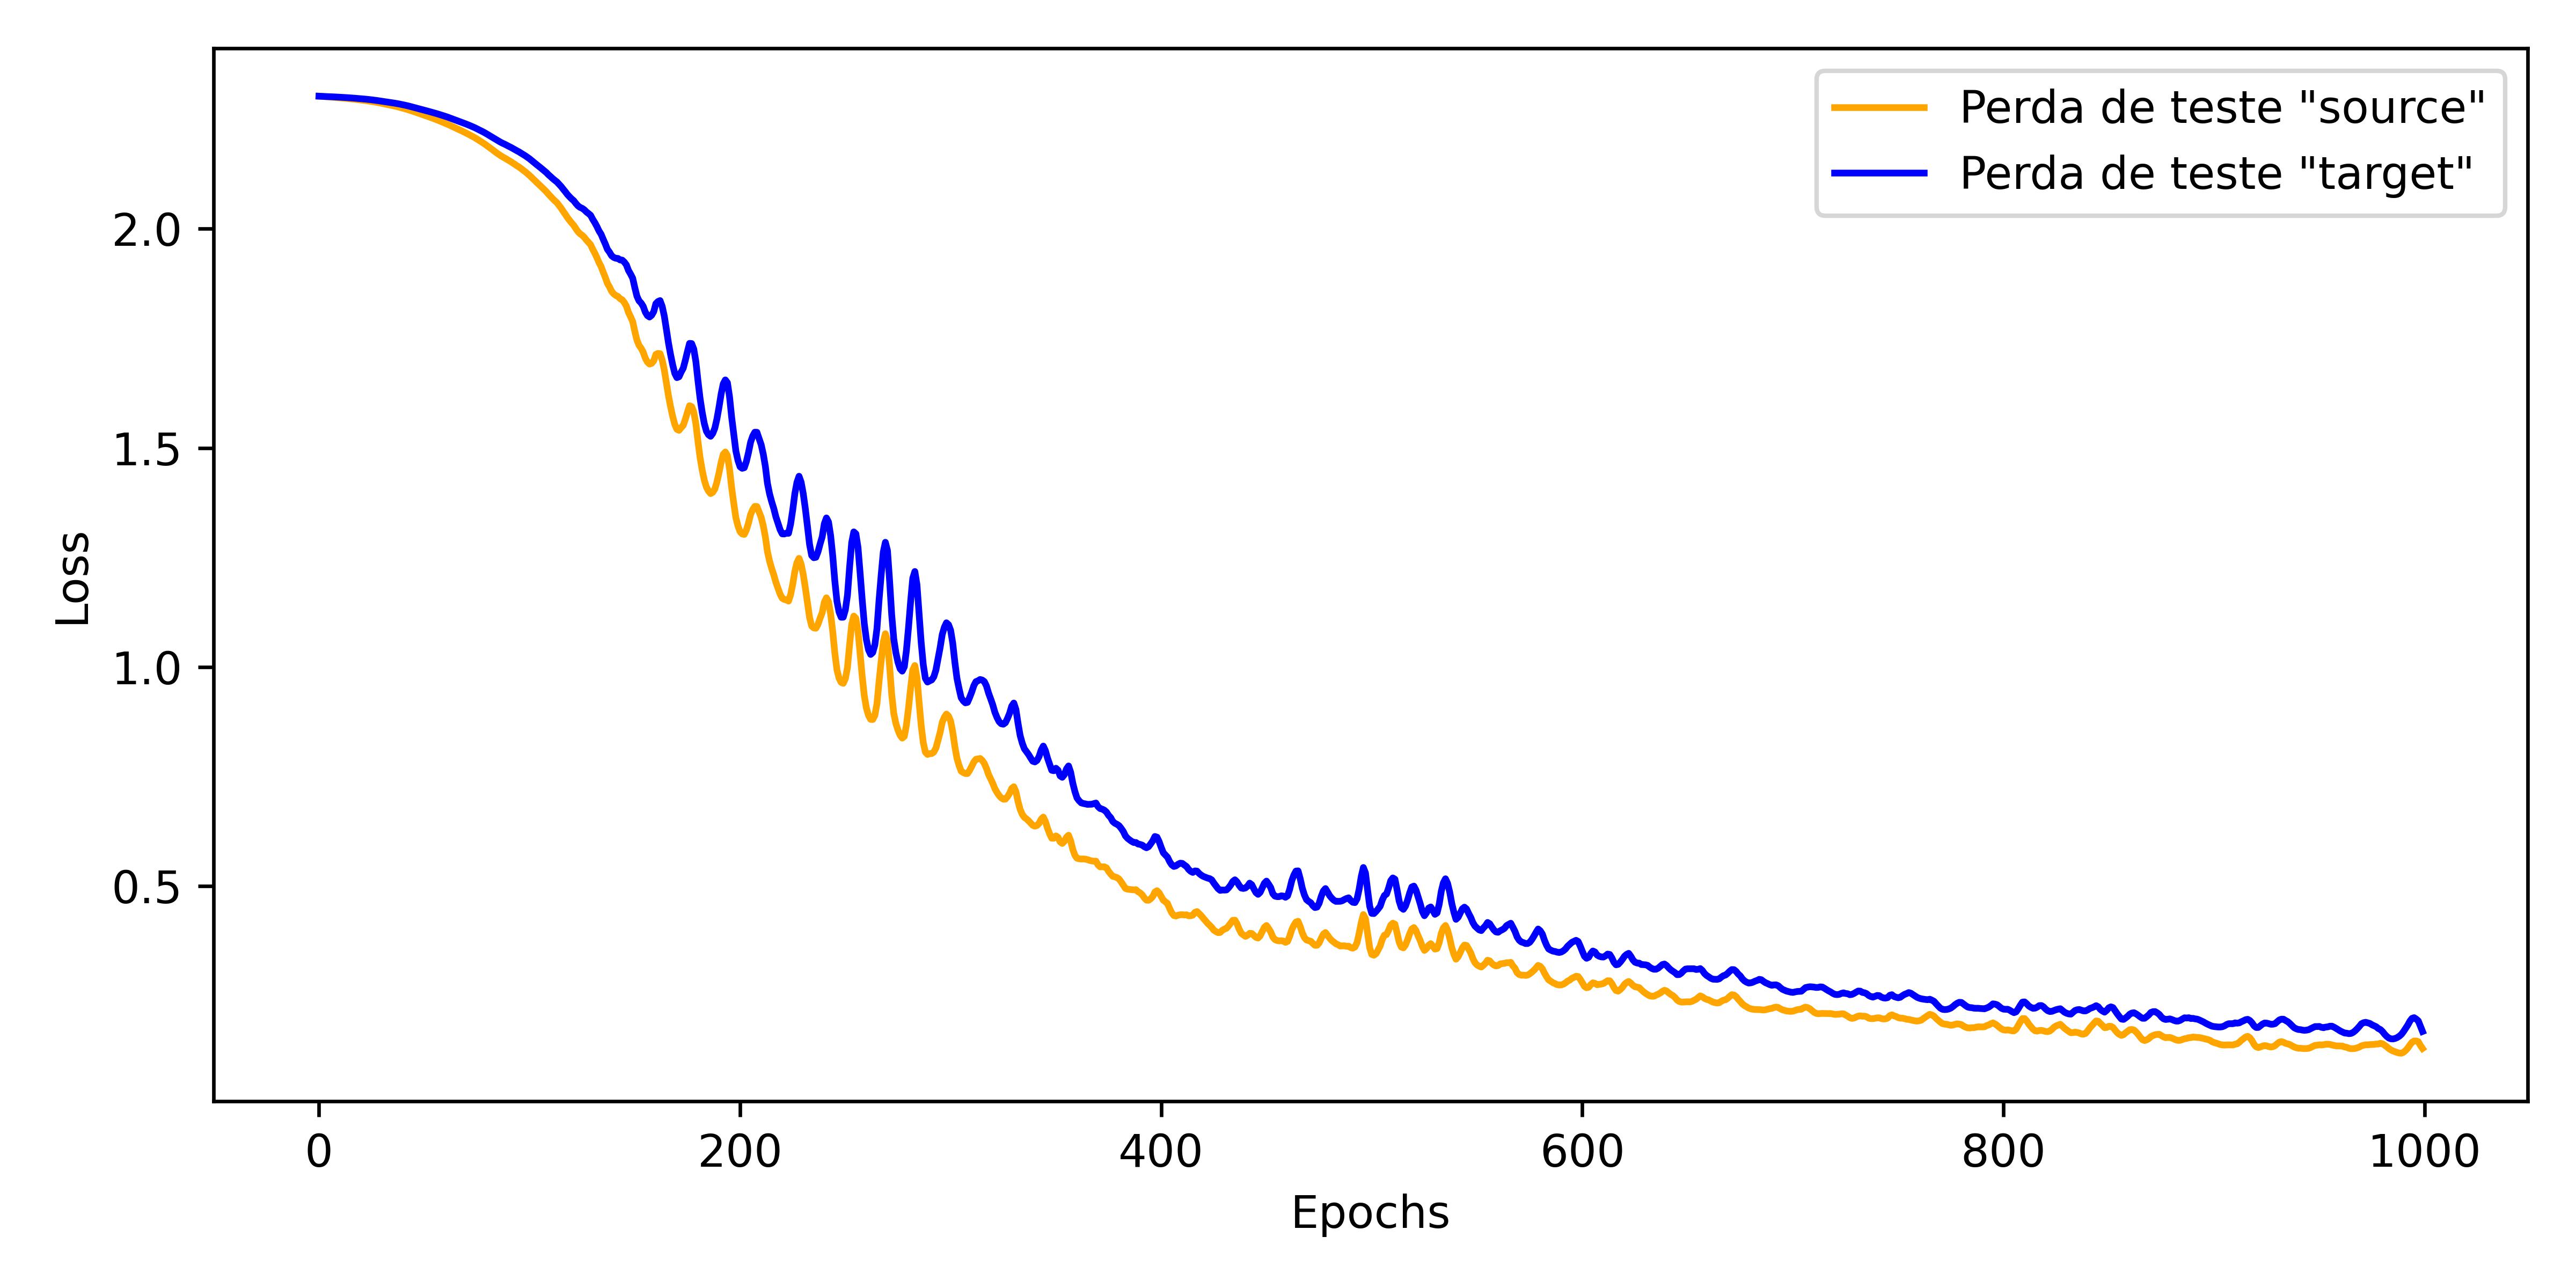 Perda de teste "source"
Perda de teste "target"
2.0
1.5
1.0
0.5
Loss
0 200 400 600 800 1000
Epochs